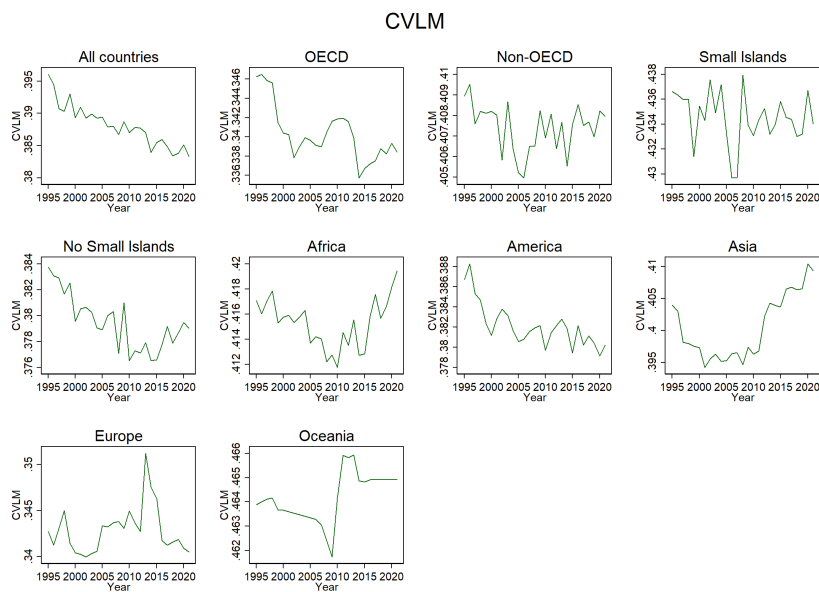 CVLM
All countries
CVLM
.38 .385 .39 .395
1995 2000 2005 2010 2015 2020
Year
OECD
CVLM
.336 .338 .34 .342 .344 .346
1995 2000 2005 2010 2015 2020
Year
Non-OECD
CVLM
.405 .406 .407 .408 .409 .41
1995 2000 2005 2010 2015 2020
Year
Small Islands
CVLM
.43 .432 .434 .436 .438
1995 2000 2005 2010 2015 2020
Year
No Small Islands
CVLM
.376 .378 .38 .382 .384
1995 2000 2005 2010 2015 2020
Year
Africa
CVLM
.412 .414 .416 .418 .42
1995 2000 2005 2010 2015 2020
Year
America
CVLM
.378 .38 .382 .384 .386 .388
1995 2000 2005 2010 2015 2020
Year
Asia
CVLM
.395 .4 .405 .41
1995 2000 2005 2010 2015 2020
Year
Europe
CVLM
.34 .345 .35
1995 2000 2005 2010 2015 2020
Year
Oceania
CVLM
.462 .463 .464 .465 .466
1995 2000 2005 2010 2015 2020
Year